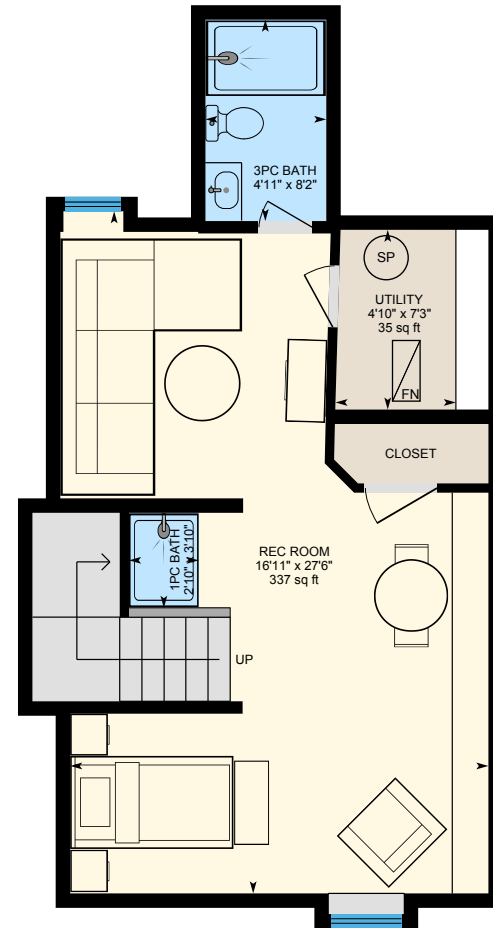 3PC BATH
4'11" x 8'2"
SP
UTILITY
4'10" x 7'3"
35 sq ft
FN
CLOSET
1PC BATH
2'10" x 3'10"
REC ROOM
16'11" x 27'6"
337 sq ft
UP